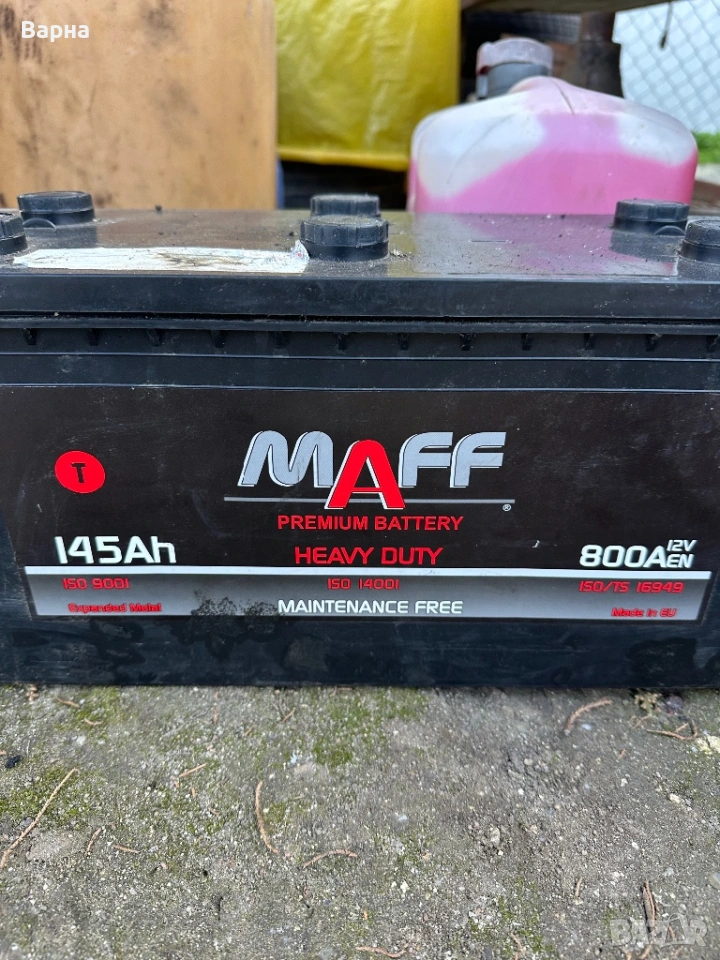 Варна
T
MAFF
®
PREMIUM BATTERY
145Ah
HEAVY DUTY
800A 12V EN
ISO 9001
ISO 14001
ISO/TS 16949
Expanded Metal
MAINTENANCE FREE
Made in EU
BAZAR